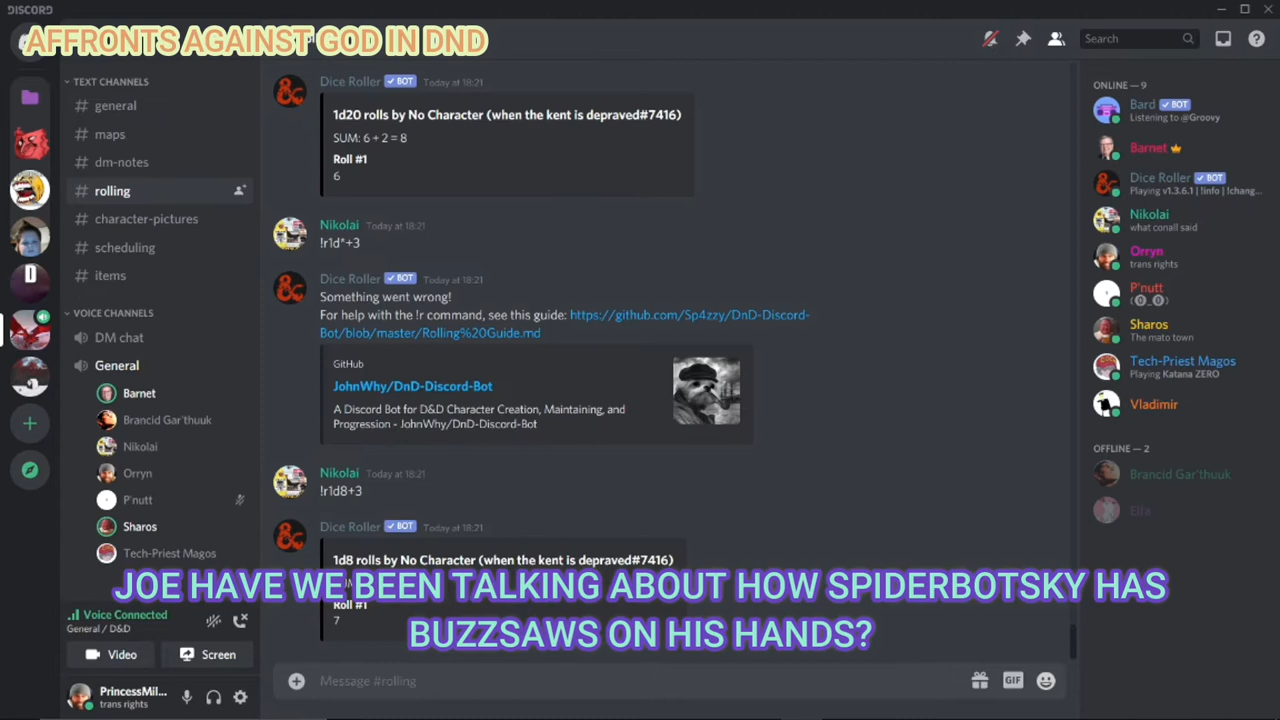 DISCORD
AFFRONTS AGAINST GOD IN DND
Search
TEXT CHANNELS
# general
# maps
# dm-notes
# rolling
# character-pictures
# scheduling
# items
VOICE CHANNELS
DM chat
General
Barnet
Brancid Gar'thuuk
Nikolai
Orryn
P'nutt
Sharos
Tech-Priest Magos
Voice Connected
General / D&D
Video
Screen
PrincessMil...
trans rights
Dice Roller BOT Today at 18:21
1d20 rolls by No Character (when the kent is depraved#7416)
SUM: 6 + 2 = 8
Roll #1
6
Nikolai Today at 18:21
!r1d*+3
Dice Roller BOT Today at 18:21
Something went wrong!
For help with the !r command, see this guide: https://github.com/Sp4zzy/DnD-Discord-
Bot/blob/master/Rolling%20Guide.md
GitHub
JohnWhy/DnD-Discord-Bot
A Discord Bot for D&D Character Creation, Maintaining, and
Progression - JohnWhy/DnD-Discord-Bot
Nikolai Today at 18:21
!r1d8+3
Dice Roller BOT Today at 18:21
1d8 rolls by No Character (when the kent is depraved#7416)
Roll #1
7
JOE HAVE WE BEEN TALKING ABOUT HOW SPIDERBOTSKY HAS
BUZZSAWS ON HIS HANDS?
Message #rolling
GIF
ONLINE — 9
Bard BOT
Listening to @Groovy
Barnet
Dice Roller BOT
Playing v1.3.6.1 | !info | !chang...
Nikolai
what conall said
Orryn
trans rights
P'nutt
(⓿_⓿)
Sharos
The mato town
Tech-Priest Magos
Playing Katana ZERO
Vladimir
OFFLINE — 2
Brancid Gar'thuuk